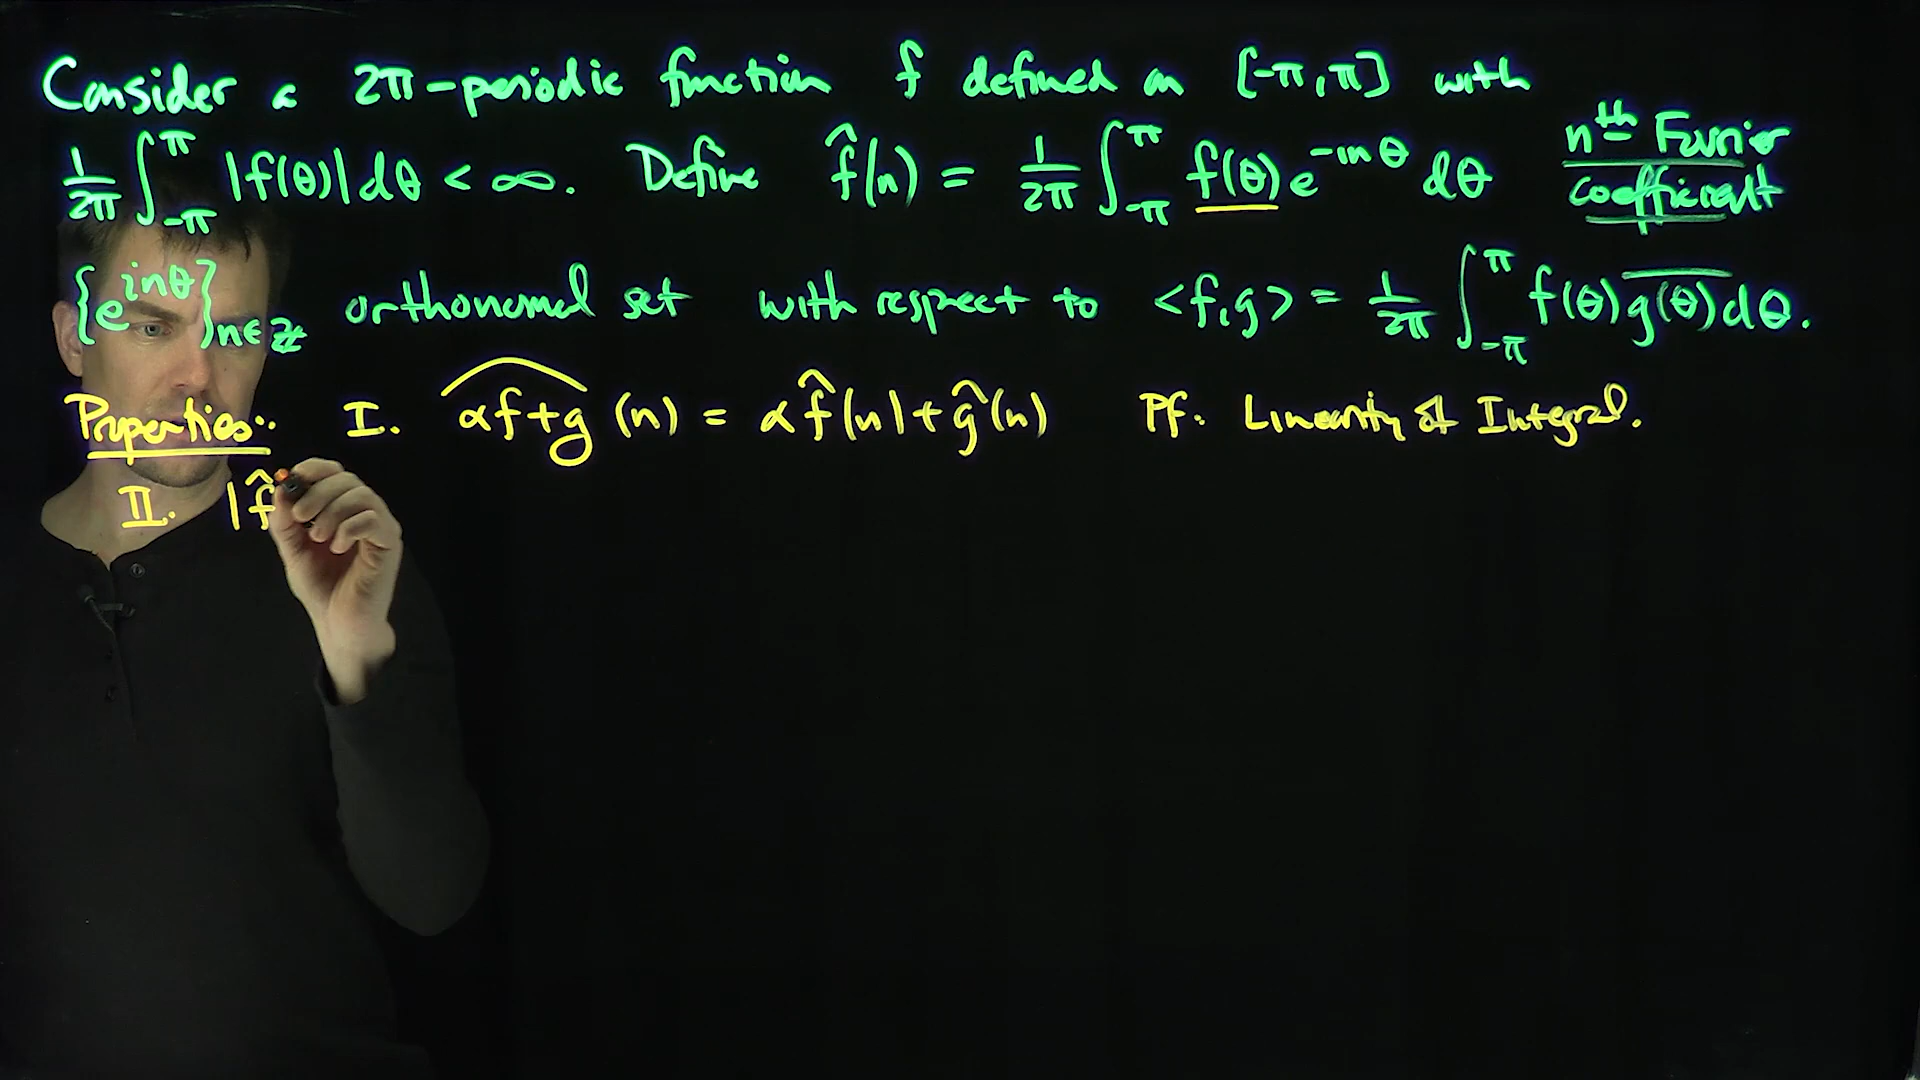 Consider a 2π-periodic function f defined on [-π,π] with
1/2π ∫_{-π}^{π} |f(θ)|dθ < ∞. Define f̂(n) = 1/2π ∫_{-π}^{π} f(θ) e^{-inθ} dθ nth Fourier coefficient
{e^{inθ}}_{n∈ℤ} orthonormal set with respect to <f,g> = 1/2π ∫_{-π}^{π} f(θ) \overline{g(θ)} dθ.
Properties: I. \widehat{αf+g} (n) = αf̂(n)+ĝ(n) Pf: Linearity of Integral.
II. |f̂